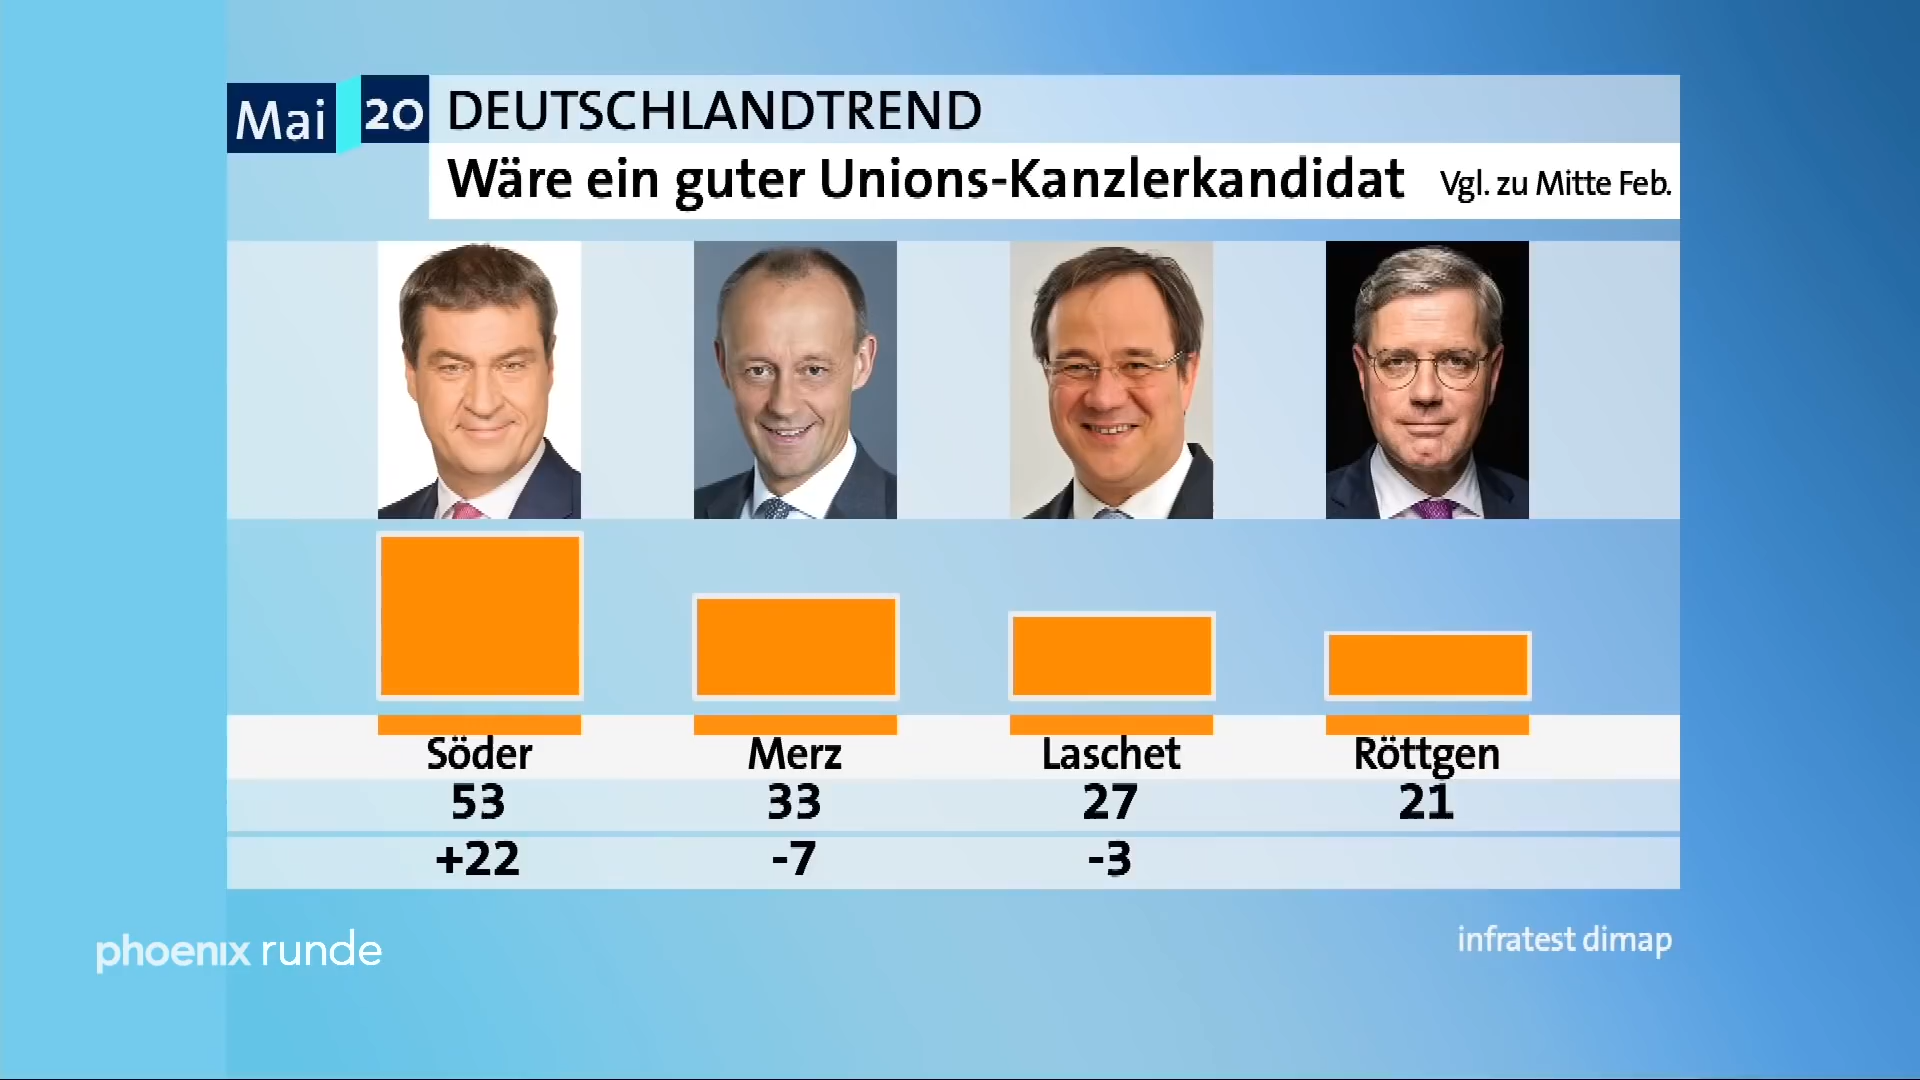 Mai 20 DEUTSCHLANDTREND
Wäre ein guter Unions-Kanzlerkandidat Vgl. zu Mitte Feb.
Söder Merz Laschet Röttgen
53 33 27 21
+22 -7 -3
phoenix runde infratest dimap